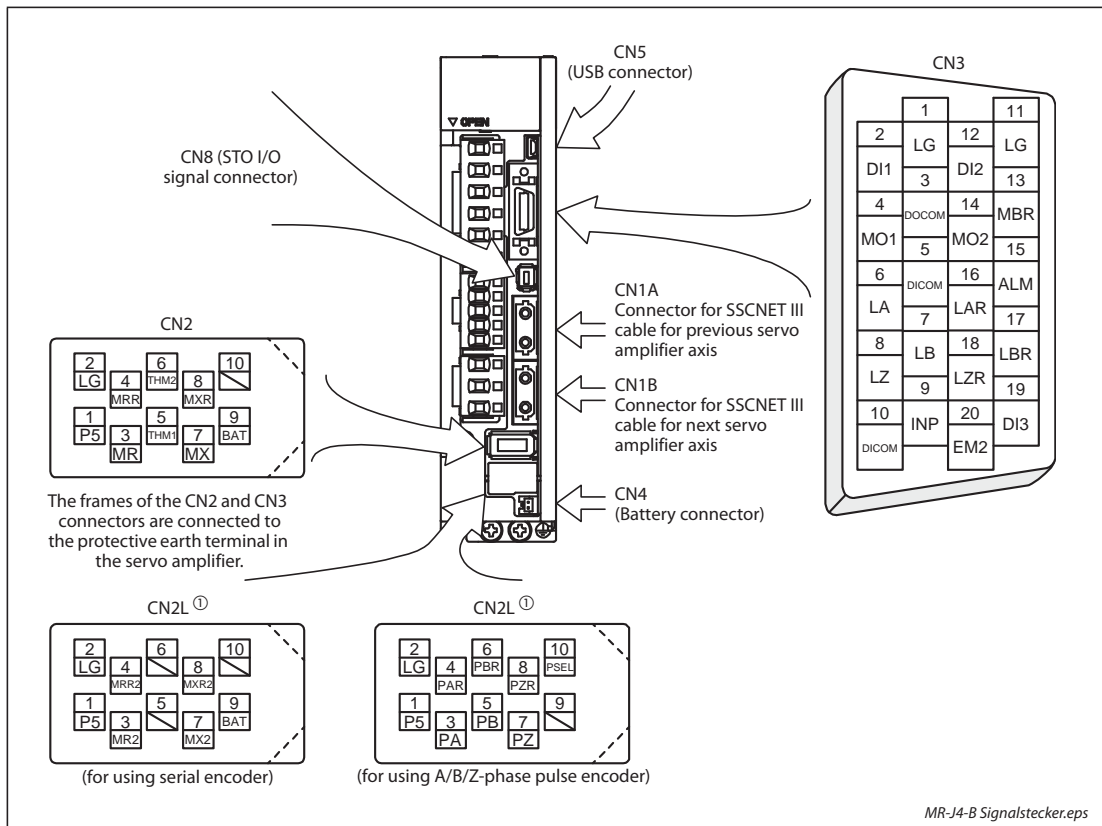 CN5
(USB connector)
CN3
▽ OPEN
CN8 (STO I/O
signal connector)
1
11
2
LG
12
LG
DI1
3
DI2
13
4
DOCOM
14
MBR
MO1
5
MO2
15
6
DICOM
16
ALM
LA
7
LAR
17
8
LB
18
LBR
LZ
9
LZR
19
10
INP
20
DI3
DICOM
EM2
CN1A
Connector for SSCNET III
cable for previous servo
amplifier axis
CN1B
Connector for SSCNET III
cable for next servo
amplifier axis
CN4
(Battery connector)
CN2
2 6 10
LG 4 THM2 8
MRR MXR
1 5 9
P5 3 THM1 7 BAT
MR MX
The frames of the CN2 and CN3
connectors are connected to
the protective earth terminal in
the servo amplifier.
CN2L ①
2 6 10
LG 4 8
MRR2 MXR2
1 5 9
P5 3 7 BAT
MR2 MX2
(for using serial encoder)
CN2L ①
2 6 10
LG 4 PBR 8 PSEL
PAR PZR
1 5 9
P5 3 PB 7
PA PZ
(for using A/B/Z-phase pulse encoder)
MR-J4-B Signalstecker.eps